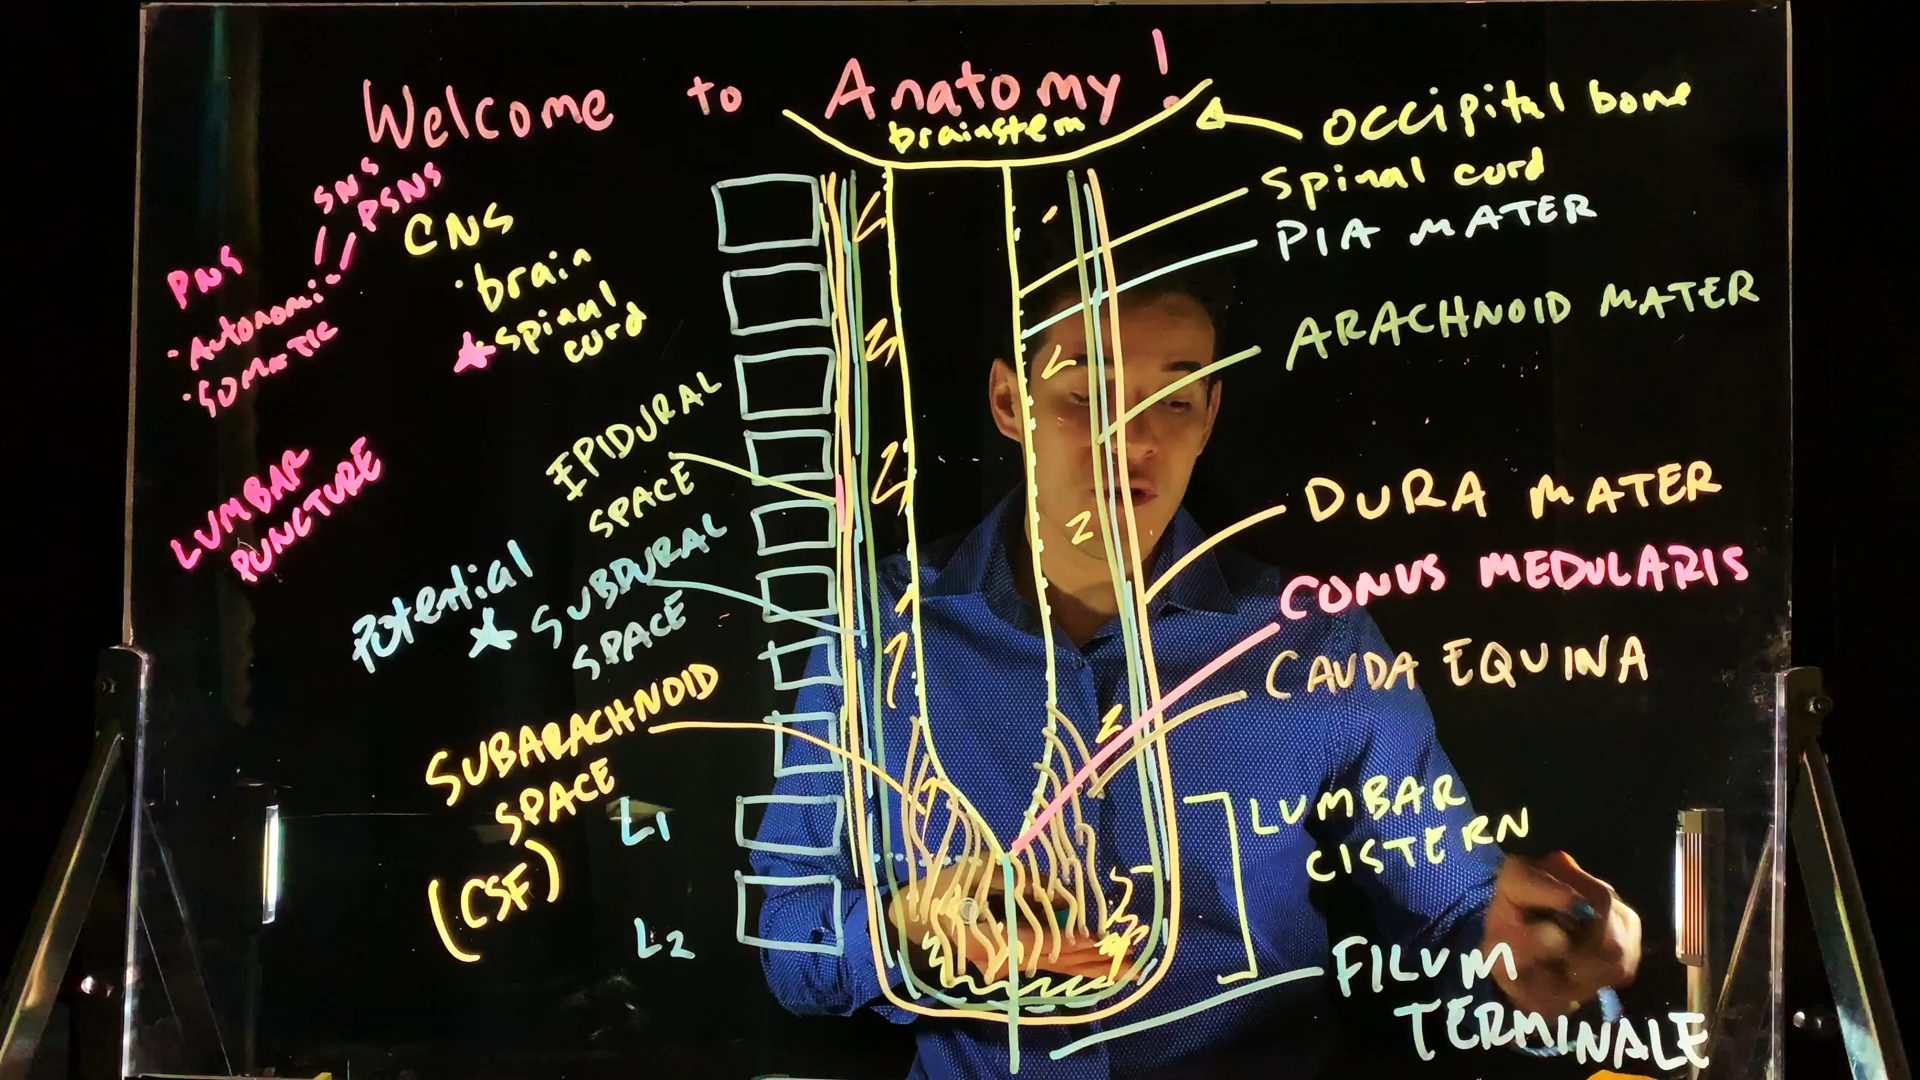 Welcome to Anatomy!
brainstem
occipital bone
Spinal cord
PIA MATER
ARACHNOID MATER
DURA MATER
CONUS MEDULARIS
CAUDA EQUINA
LUMBAR
CISTERN
FILUM
TERMINALE
SNS
PSNS
PNS
• Autonomic
• Somatic
CNS
• brain
spinal
cord
LUMBAR
PUNCTURE
EPIDURAL
SPACE
Potential
SUBDURAL
SPACE
SUBARACHNOID
SPACE
(CSF)
L1
L2